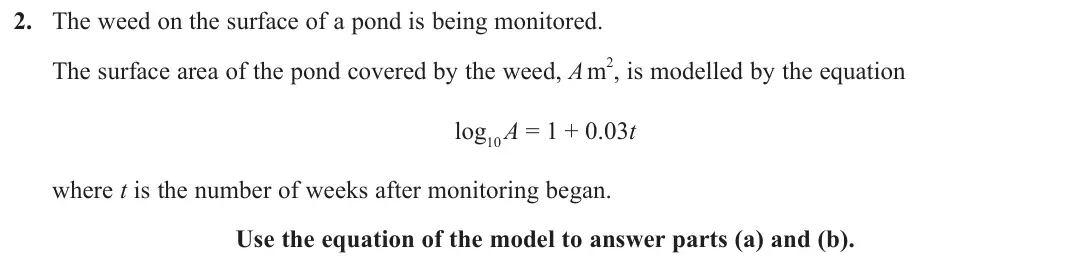 2. The weed on the surface of a pond is being monitored.
The surface area of the pond covered by the weed, A m², is modelled by the equation
log₁₀ A = 1 + 0.03t
where t is the number of weeks after monitoring began.
Use the equation of the model to answer parts (a) and (b).